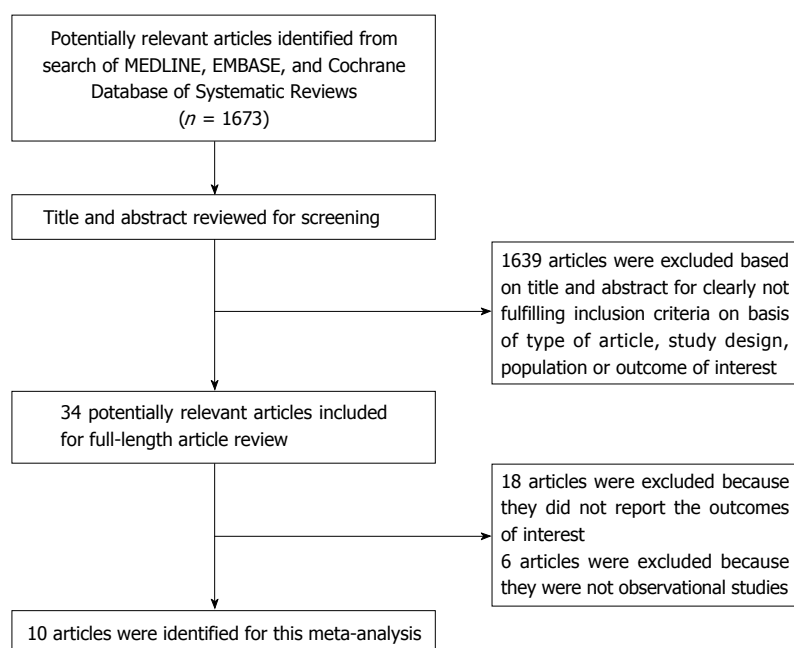 Potentially relevant articles identified from
search of MEDLINE, EMBASE, and Cochrane
Database of Systematic Reviews
(n = 1673)
Title and abstract reviewed for screening
1639 articles were excluded based
on title and abstract for clearly not
fulfilling inclusion criteria on basis
of type of article, study design,
population or outcome of interest
34 potentially relevant articles included
for full-length article review
18 articles were excluded because
they did not report the outcomes
of interest
6 articles were excluded because
they were not observational studies
10 articles were identified for this meta-analysis